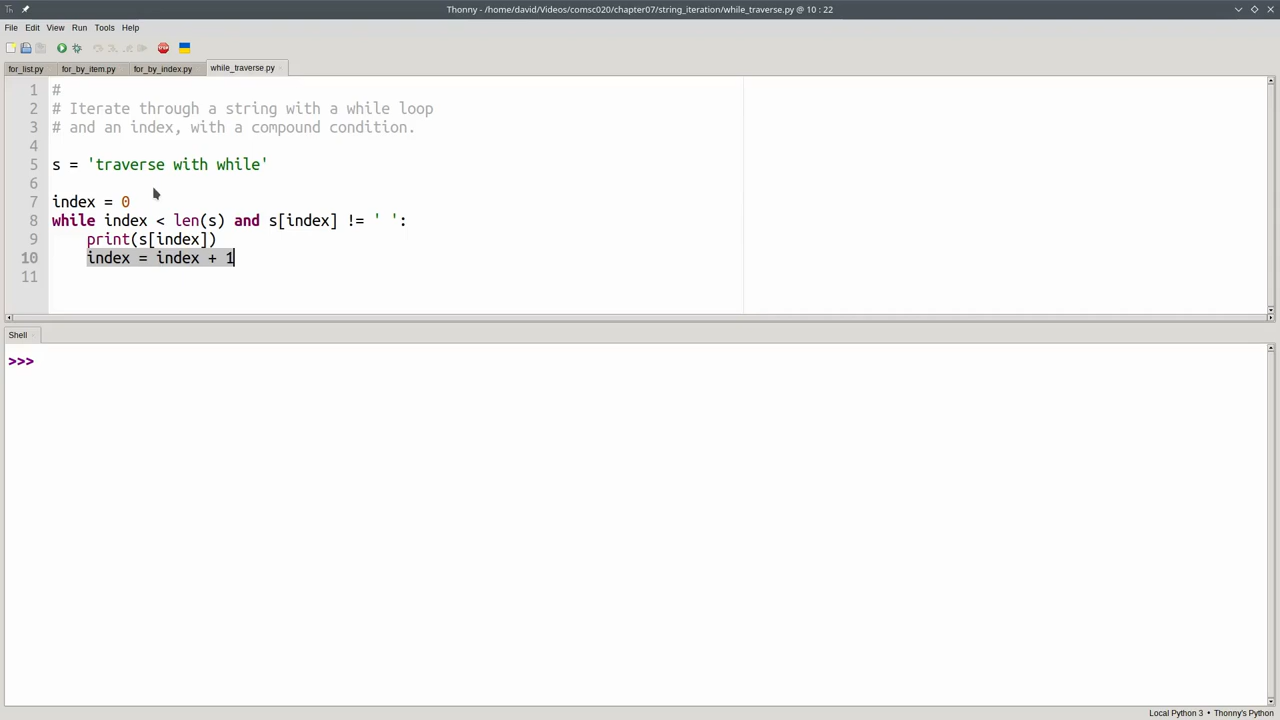 Thonny - /home/david/Videos/comsc020/chapter07/string_iteration/while_traverse.py @ 10 : 22
File Edit View Run Tools Help
for_list.py for_by_item.py for_by_index.py while_traverse.py
1 #
2 # Iterate through a string with a while loop
3 # and an index, with a compound condition.
4
5 s = 'traverse with while'
6
7 index = 0
8 while index < len(s) and s[index] != ' ':
9     print(s[index])
10     index = index + 1
11
Shell
>>>
Local Python 3 • Thonny's Python